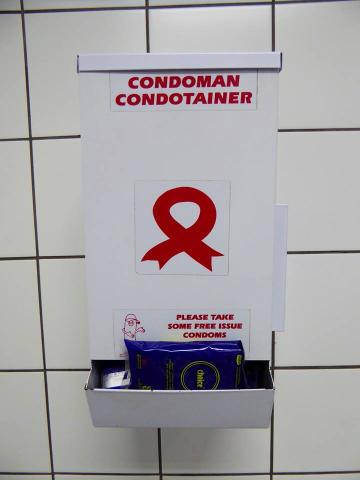 CONDOMAN
CONDOTAINER
PLEASE TAKE
SOME FREE ISSUE
CONDOMS
choice